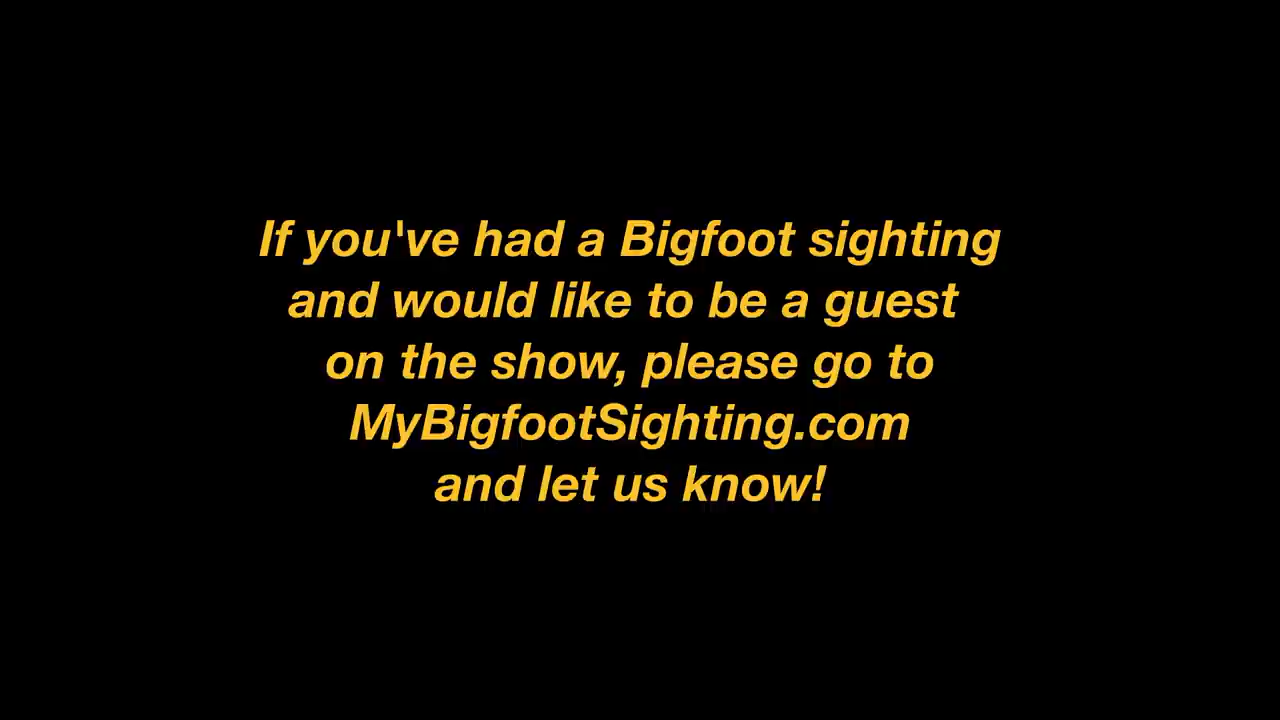 If you've had a Bigfoot sighting
and would like to be a guest
on the show, please go to
MyBigfootSighting.com
and let us know!